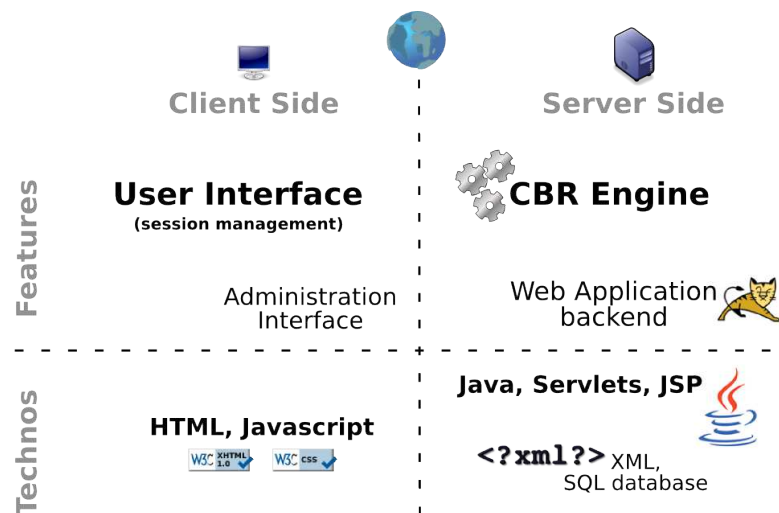 Client Side
Server Side
Features
User Interface
(session management)
CBR Engine
Administration
Interface
Web Application
backend
Technos
HTML, Javascript
W3C XHTML 1.0
W3C css
Java, Servlets, JSP
<?xml?> XML,
SQL database